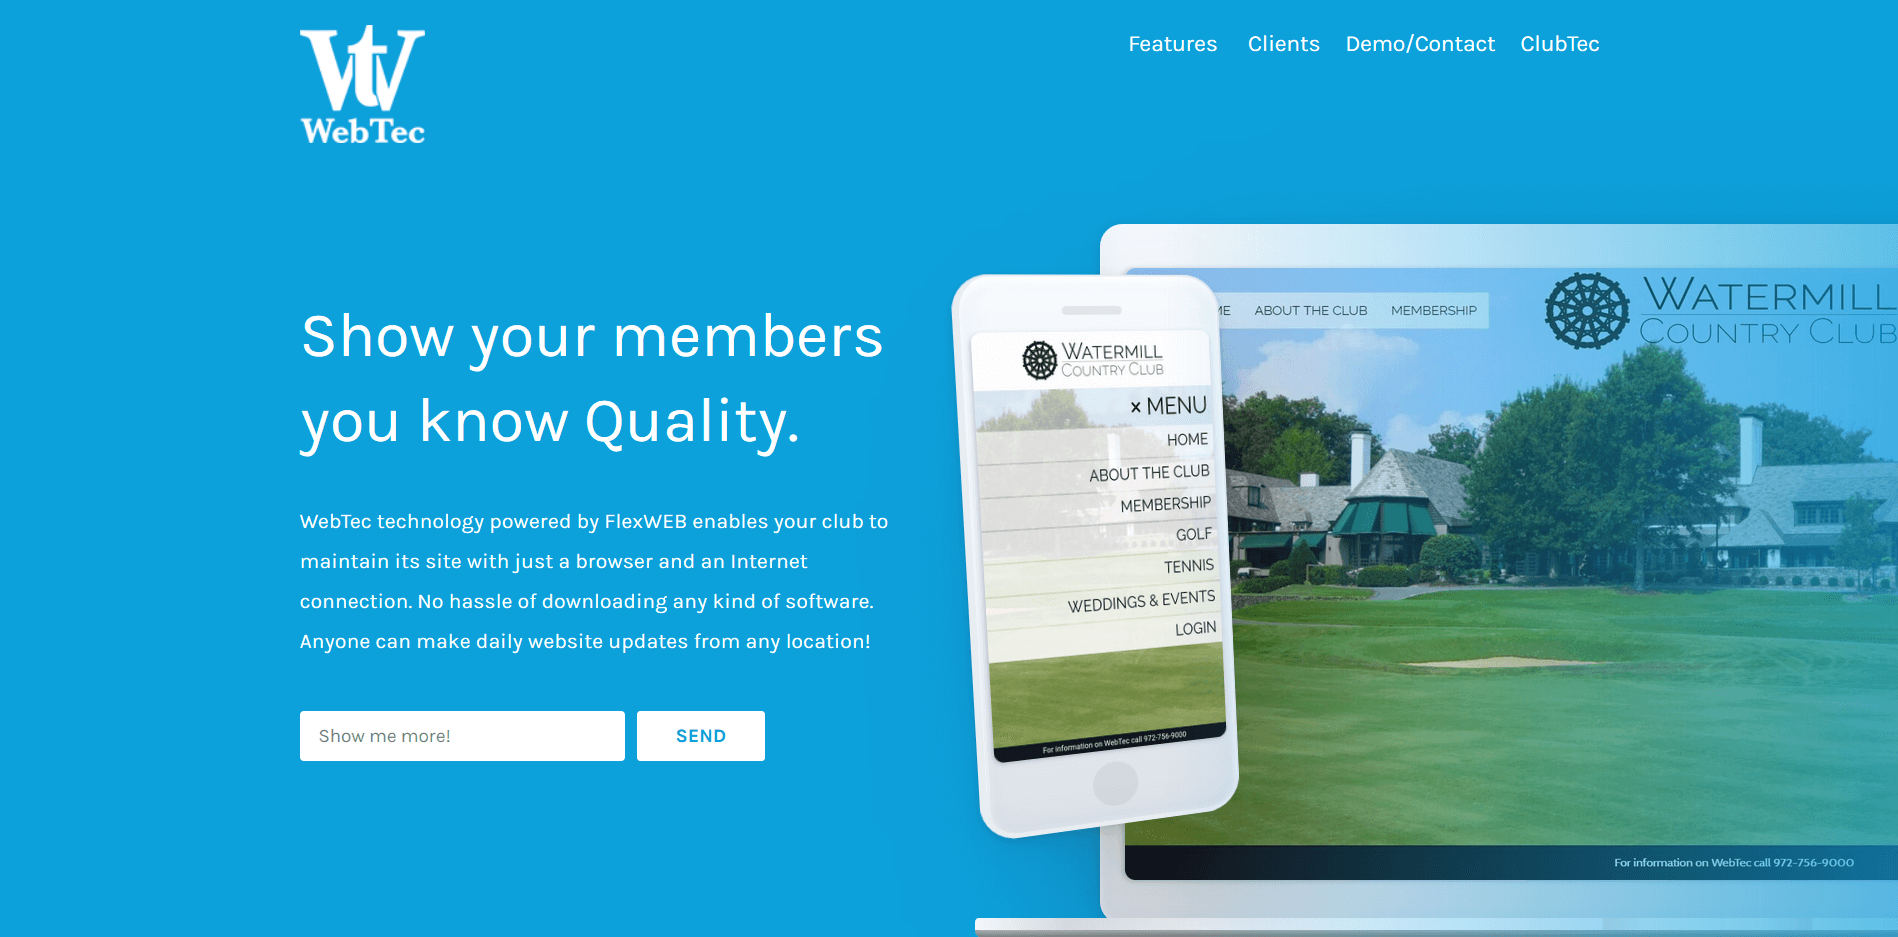 WebTec
Features Clients Demo/Contact ClubTec
Show your members
you know Quality.
WebTec technology powered by FlexWEB enables your club to
maintain its site with just a browser and an Internet
connection. No hassle of downloading any kind of software.
Anyone can make daily website updates from any location!
Show me more!
SEND
WATERMILL
COUNTRY CLUB
× MENU
HOME
ABOUT THE CLUB
MEMBERSHIP
GOLF
TENNIS
WEDDINGS & EVENTS
LOGIN
For information on WebTec call 972-756-9000
ME ABOUT THE CLUB MEMBERSHIP
WATERMILL
COUNTRY CLUB
For information on WebTec call 972-756-9000